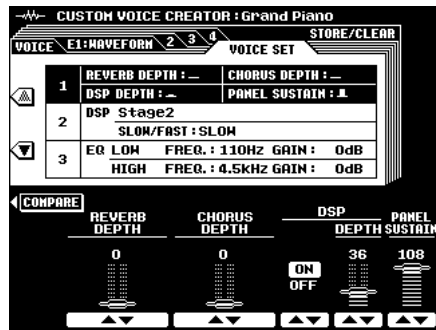 CUSTOM VOICE CREATOR : Grand Piano
STORE/CLEAR
VOICE E1:WAVEFORM 2 3 4 VOICE SET
1 REVERB DEPTH : CHORUS DEPTH :
DSP DEPTH : PANEL SUSTAIN :
2 DSP Stage2
SLOW/FAST : SLOW
3 EQ LOW FREQ. : 110Hz GAIN : 0dB
HIGH FREQ. : 4.5kHz GAIN : 0dB
COMPARE
REVERB DEPTH CHORUS DEPTH DSP DEPTH PANEL SUSTAIN
0 0 ON OFF 36 108